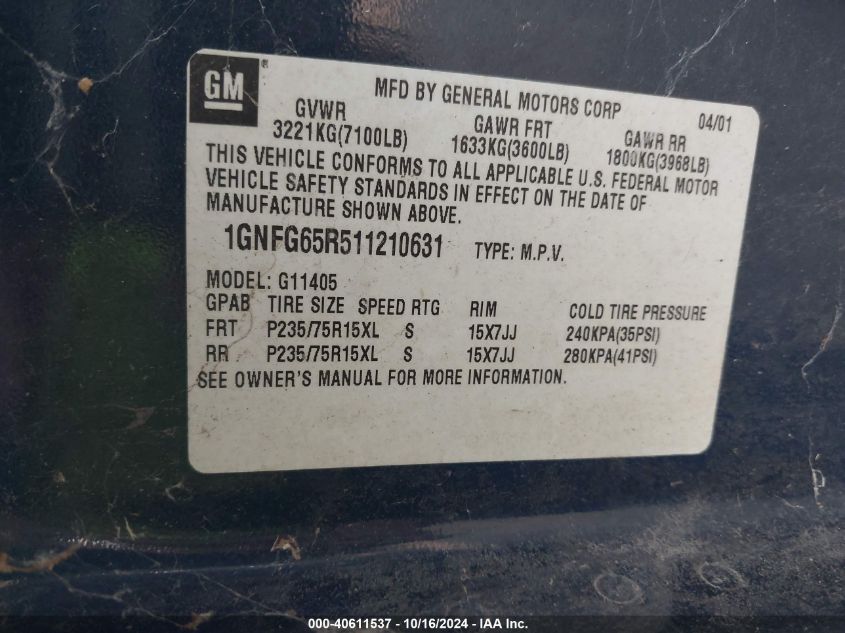 GM®
MFD BY GENERAL MOTORS CORP 04/01
GVWR GAWR FRT GAWR RR
3221KG(7100LB) 1633KG(3600LB) 1800KG(3968LB)
THIS VEHICLE CONFORMS TO ALL APPLICABLE U.S. FEDERAL MOTOR
VEHICLE SAFETY STANDARDS IN EFFECT ON THE DATE OF
MANUFACTURE SHOWN ABOVE.
1GNFG65R511210631 TYPE: M.P.V.
MODEL: G11405
GPAB TIRE SIZE SPEED RTG RIM COLD TIRE PRESSURE
FRT P235/75R15XL S 15X7JJ 240KPA(35PSI)
RR P235/75R15XL S 15X7JJ 280KPA(41PSI)
SEE OWNER'S MANUAL FOR MORE INFORMATION.
000-40611537 - 10/16/2024 - IAA Inc.